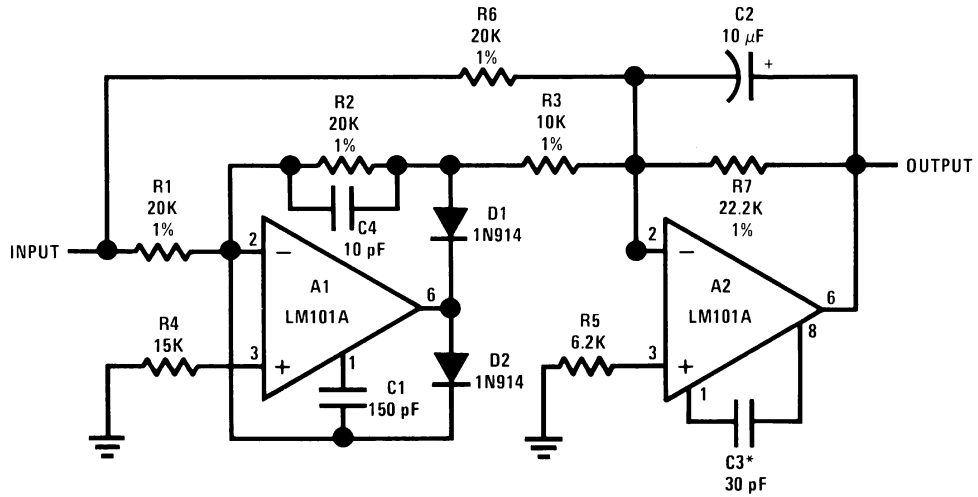 R6
20K
1%
C2
10 μF
+
R2
20K
1%
R3
10K
1%
OUTPUT
R1
20K
1%
C4
10 pF
D1
1N914
R7
22.2K
1%
INPUT
2
−
A1
LM101A
6
2
−
A2
LM101A
6
8
R4
15K
3
+
1
C1
150 pF
D2
1N914
R5
6.2K
3
+
1
C3*
30 pF